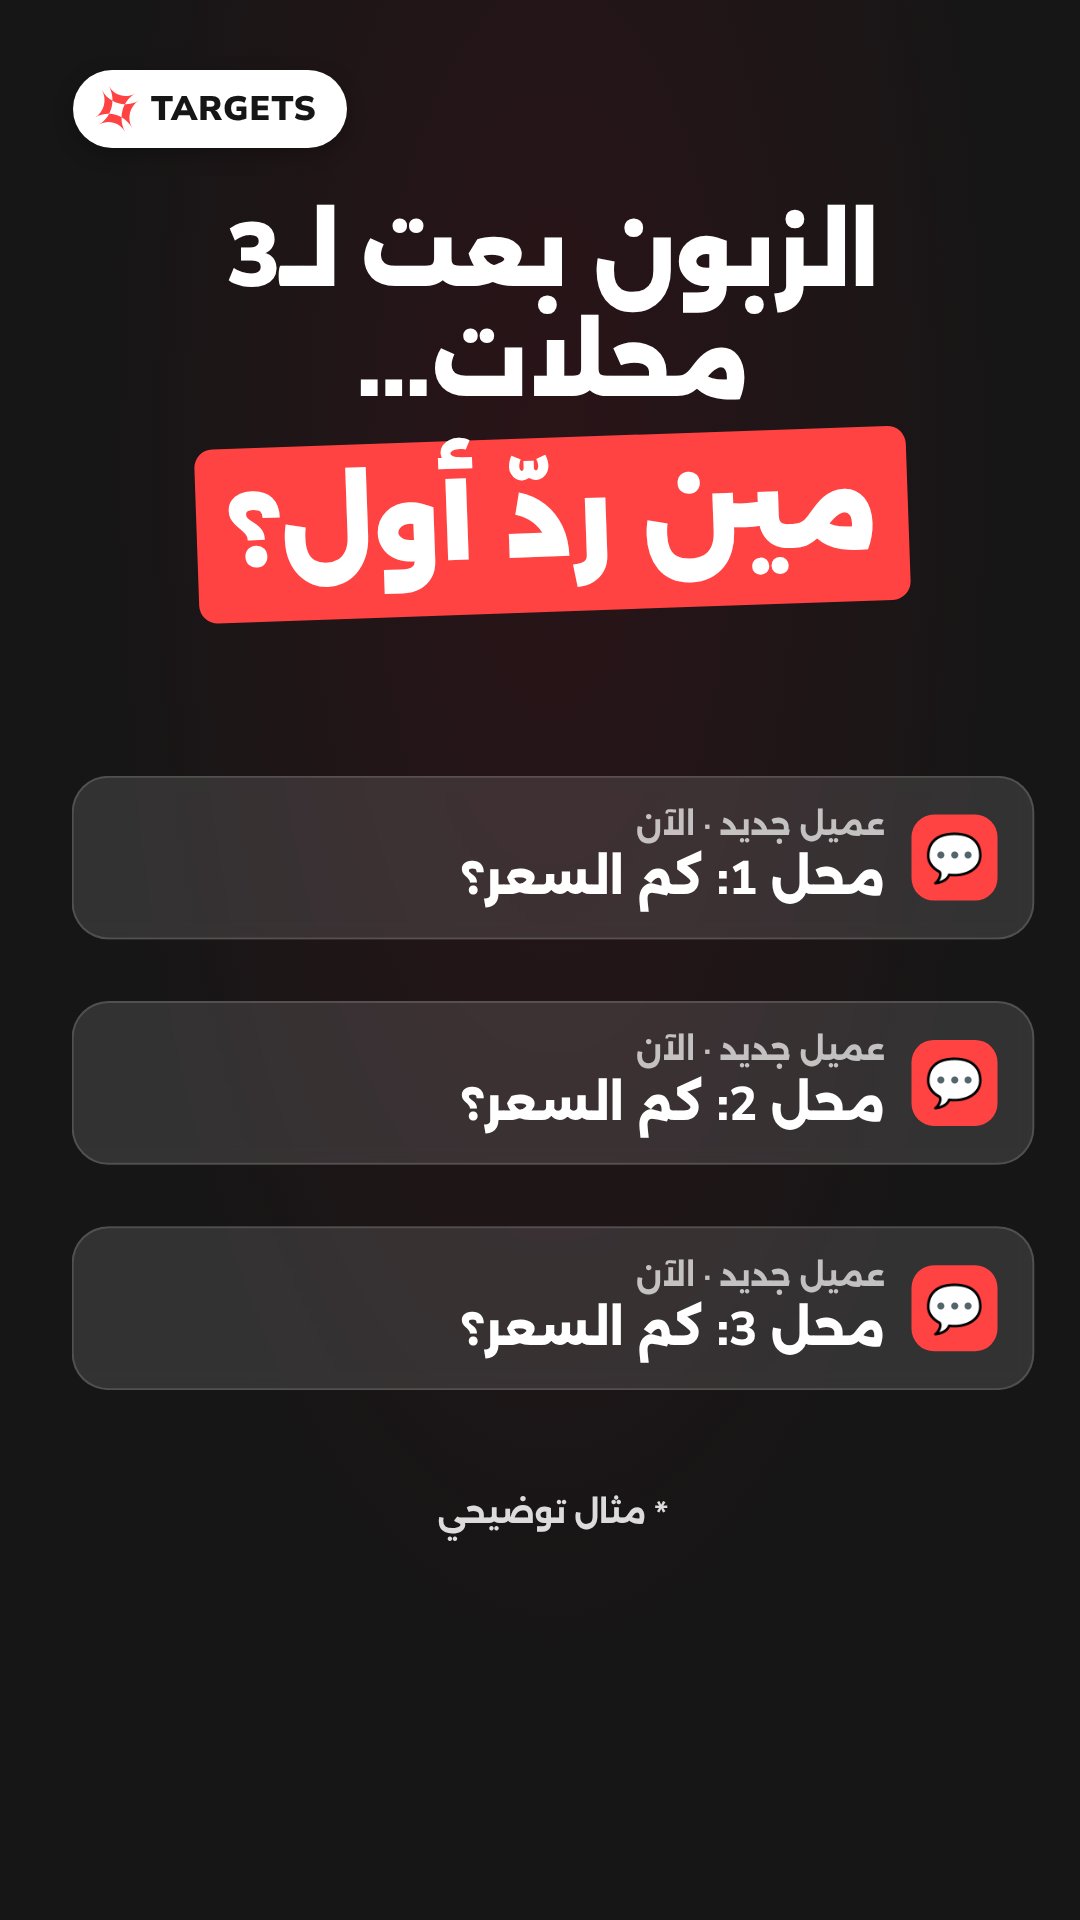 TARGETS
الزبون بعت لـ3
محلات...
مين ردّ أول؟
عميل جديد · الآن
محل 1: كم السعر؟
عميل جديد · الآن
محل 2: كم السعر؟
عميل جديد · الآن
محل 3: كم السعر؟
* مثال توضيحي